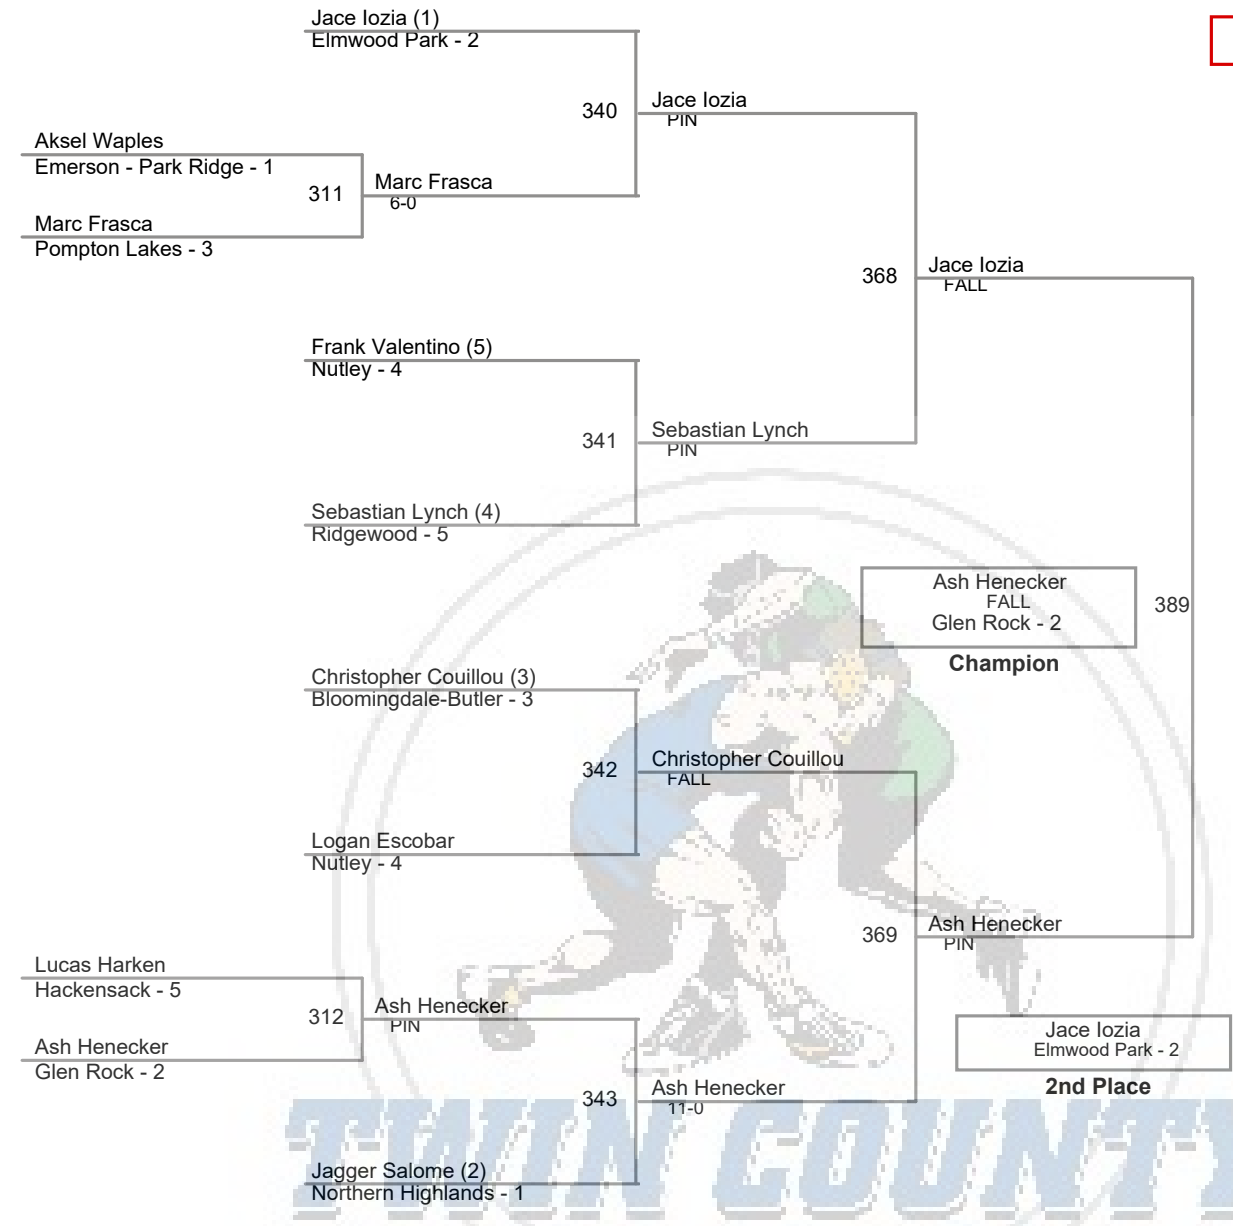 Jace Iozia (1)
Elmwood Park - 2
340
Jace Iozia
PIN
Aksel Waples
Emerson - Park Ridge - 1
311
Marc Frasca
6-0
Marc Frasca
Pompton Lakes - 3
368
Jace Iozia
FALL
Frank Valentino (5)
Nutley - 4
341
Sebastian Lynch
PIN
Sebastian Lynch (4)
Ridgewood - 5
Ash Henecker
FALL
Glen Rock - 2
389
Champion
Christopher Couillou (3)
Bloomingdale-Butler - 3
342
Christopher Couillou
FALL
Logan Escobar
Nutley - 4
369
Ash Henecker
PIN
Lucas Harken
Hackensack - 5
312
Ash Henecker
PIN
Ash Henecker
Glen Rock - 2
Jace Iozia
Elmwood Park - 2
2nd Place
343
Ash Henecker
11-0
Jagger Salome (2)
Northern Highlands - 1
TWIN COUNTY